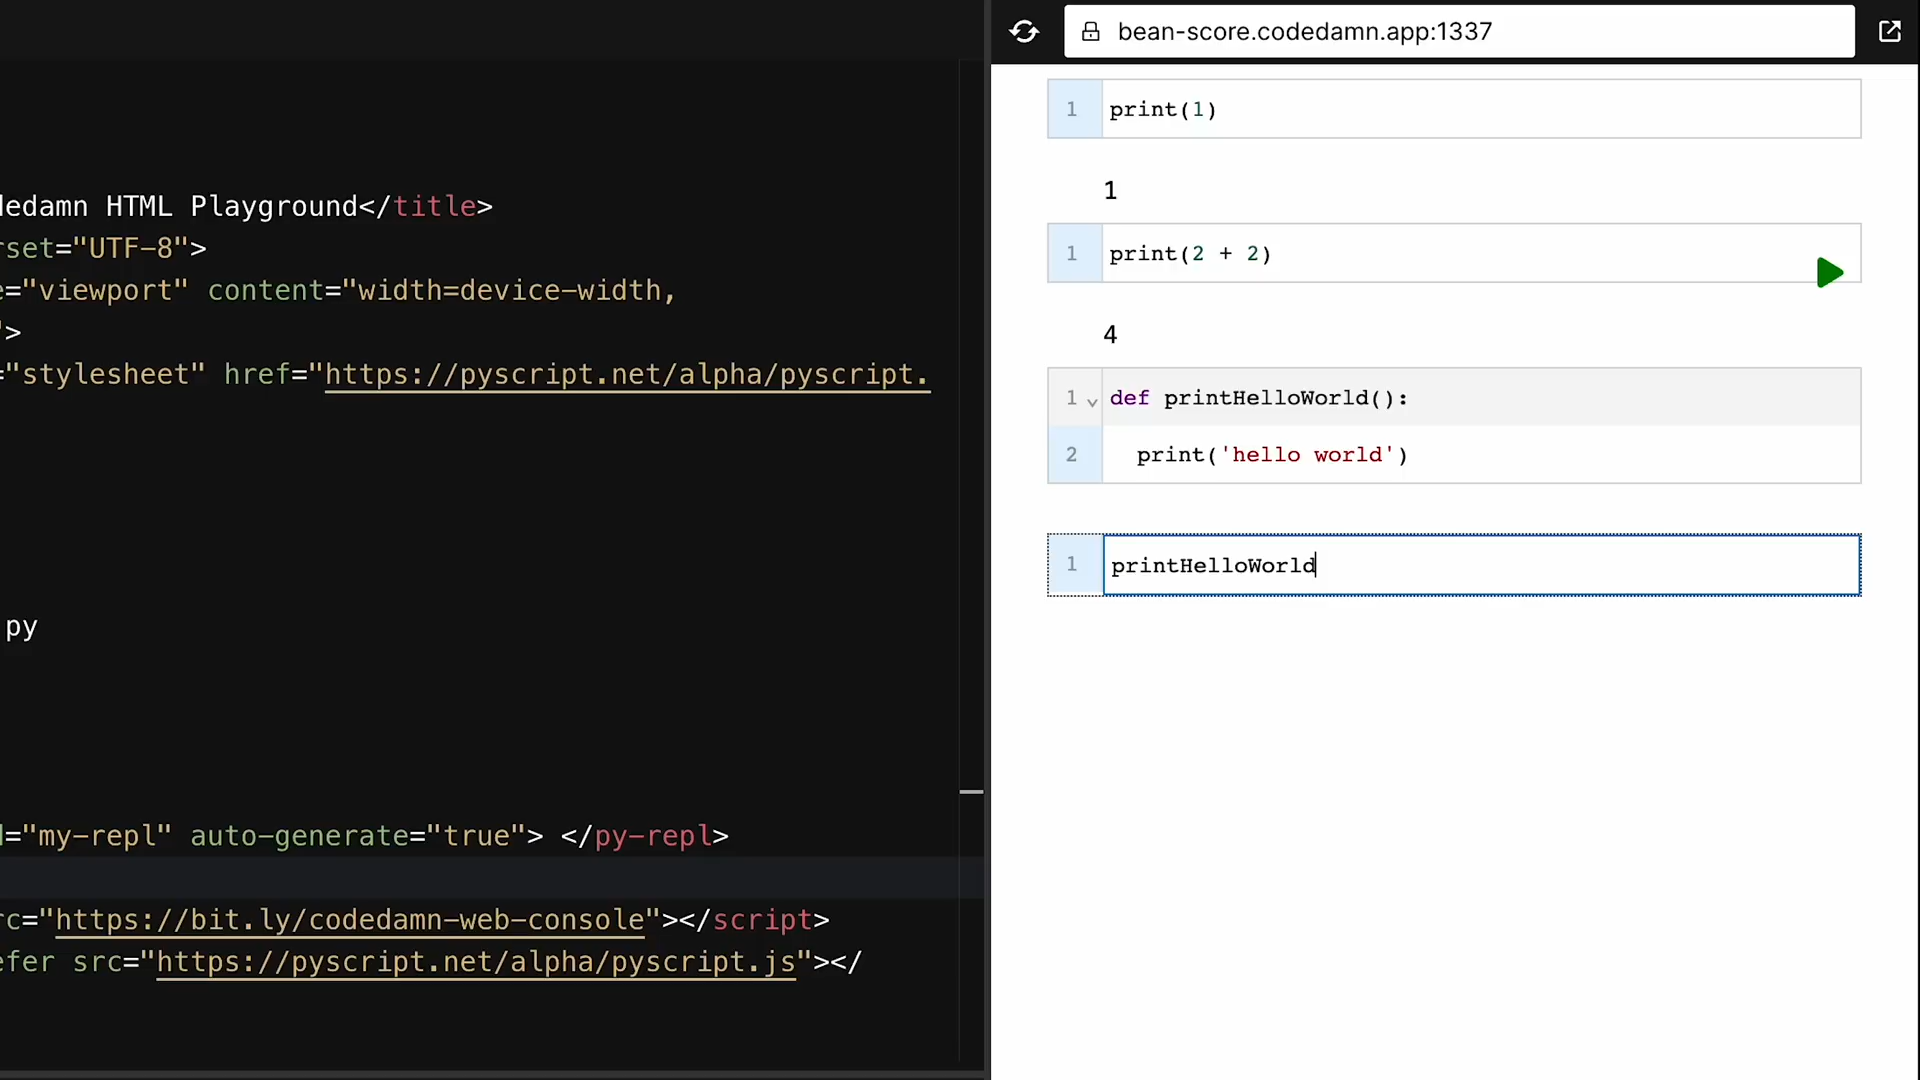 dedamn HTML Playground</title>
rset="UTF-8">
e="viewport" content="width=device-width,
">
="stylesheet" href="https://pyscript.net/alpha/pyscript.
py
d="my-repl" auto-generate="true"> </py-repl>
rc="https://bit.ly/codedamn-web-console"></script>
efer src="https://pyscript.net/alpha/pyscript.js"></
bean-score.codedamn.app:1337
1 print(1)
1
1 print(2 + 2)
4
1 def printHelloWorld():
2 print('hello world')
1 printHelloWorld